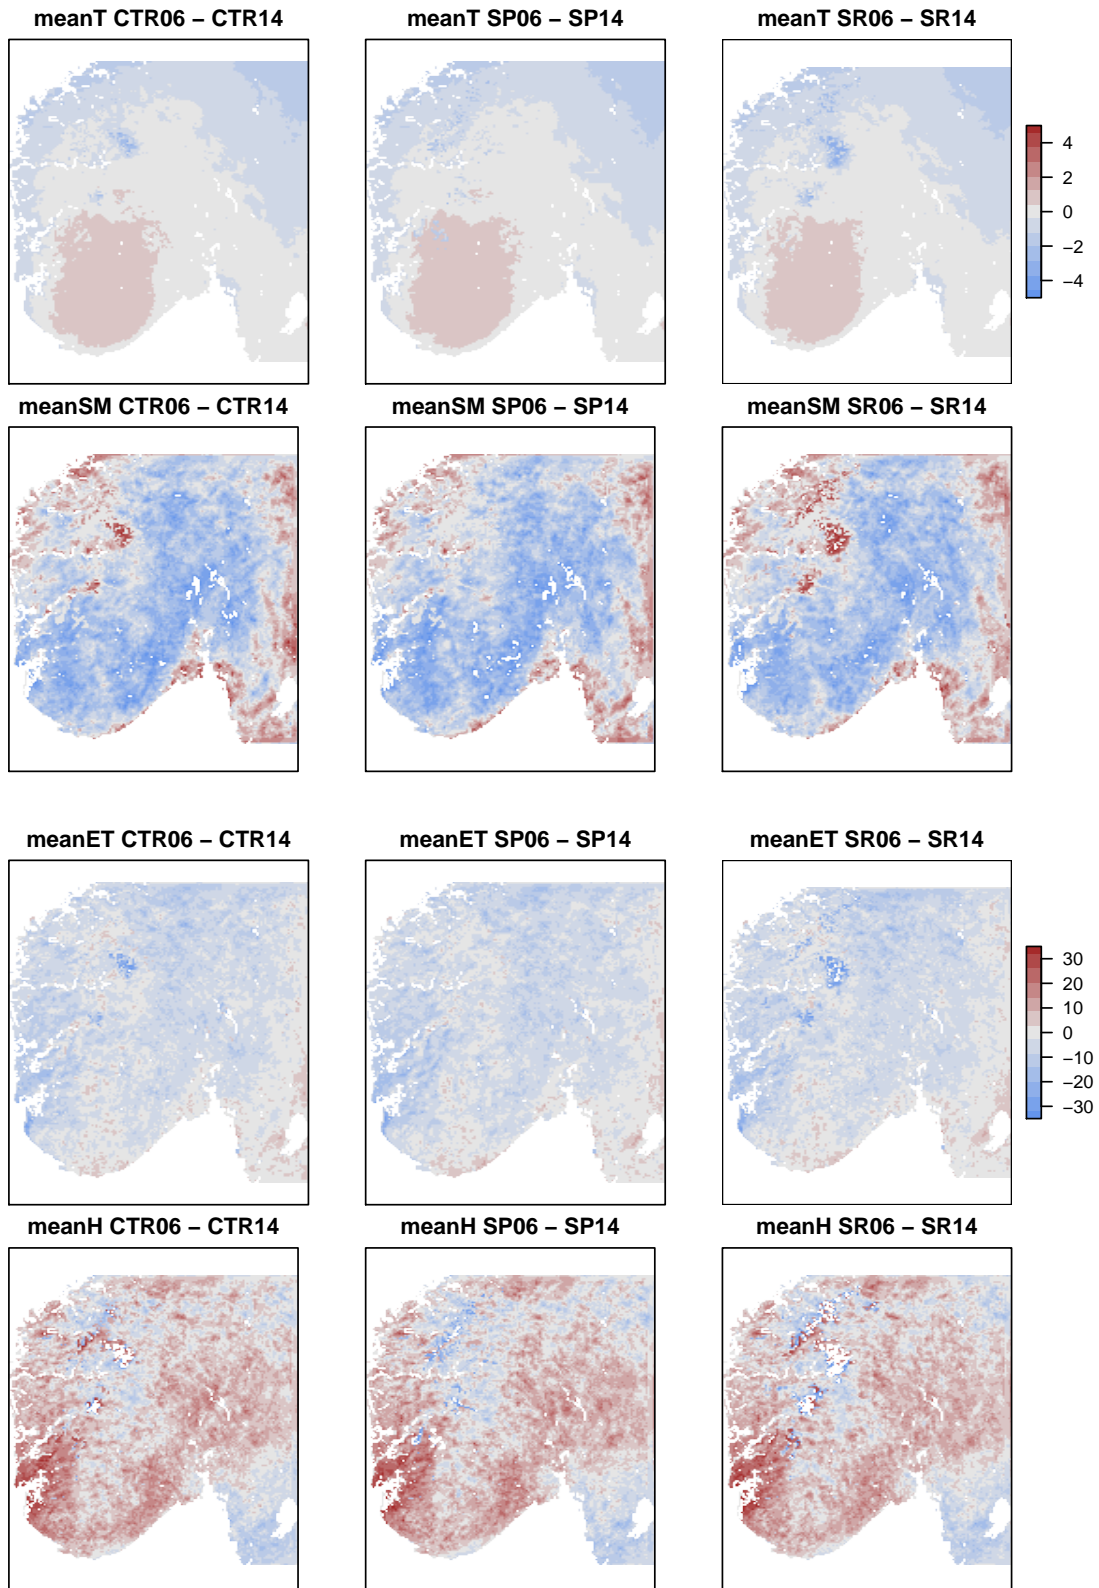 meanT CTR06 − CTR14
meanT SP06 − SP14
meanT SR06 − SR14
4
2
0
−2
−4
meanSM CTR06 − CTR14
meanSM SP06 − SP14
meanSM SR06 − SR14
meanET CTR06 − CTR14
meanET SP06 − SP14
meanET SR06 − SR14
30
20
10
0
−10
−20
−30
meanH CTR06 − CTR14
meanH SP06 − SP14
meanH SR06 − SR14